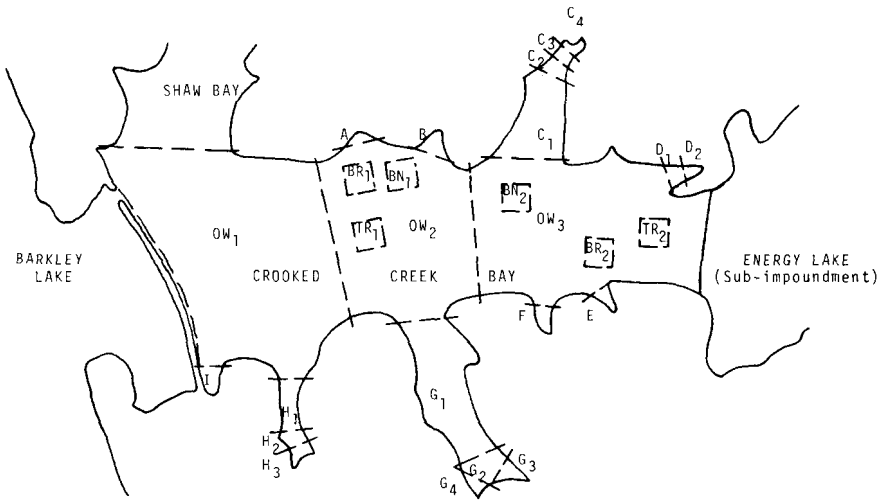 C4
C3
C2
SHAW BAY
A
B
C1
D1
D2
BR1
BN1
BN2
OW1
TR1
OW2
OW3
BR2
TR2
BARKLEY
LAKE
CROOKED
CREEK
BAY
ENERGY LAKE
(Sub-impoundment)
F
E
I
G1
H1
H2
H3
G4
G2
G3